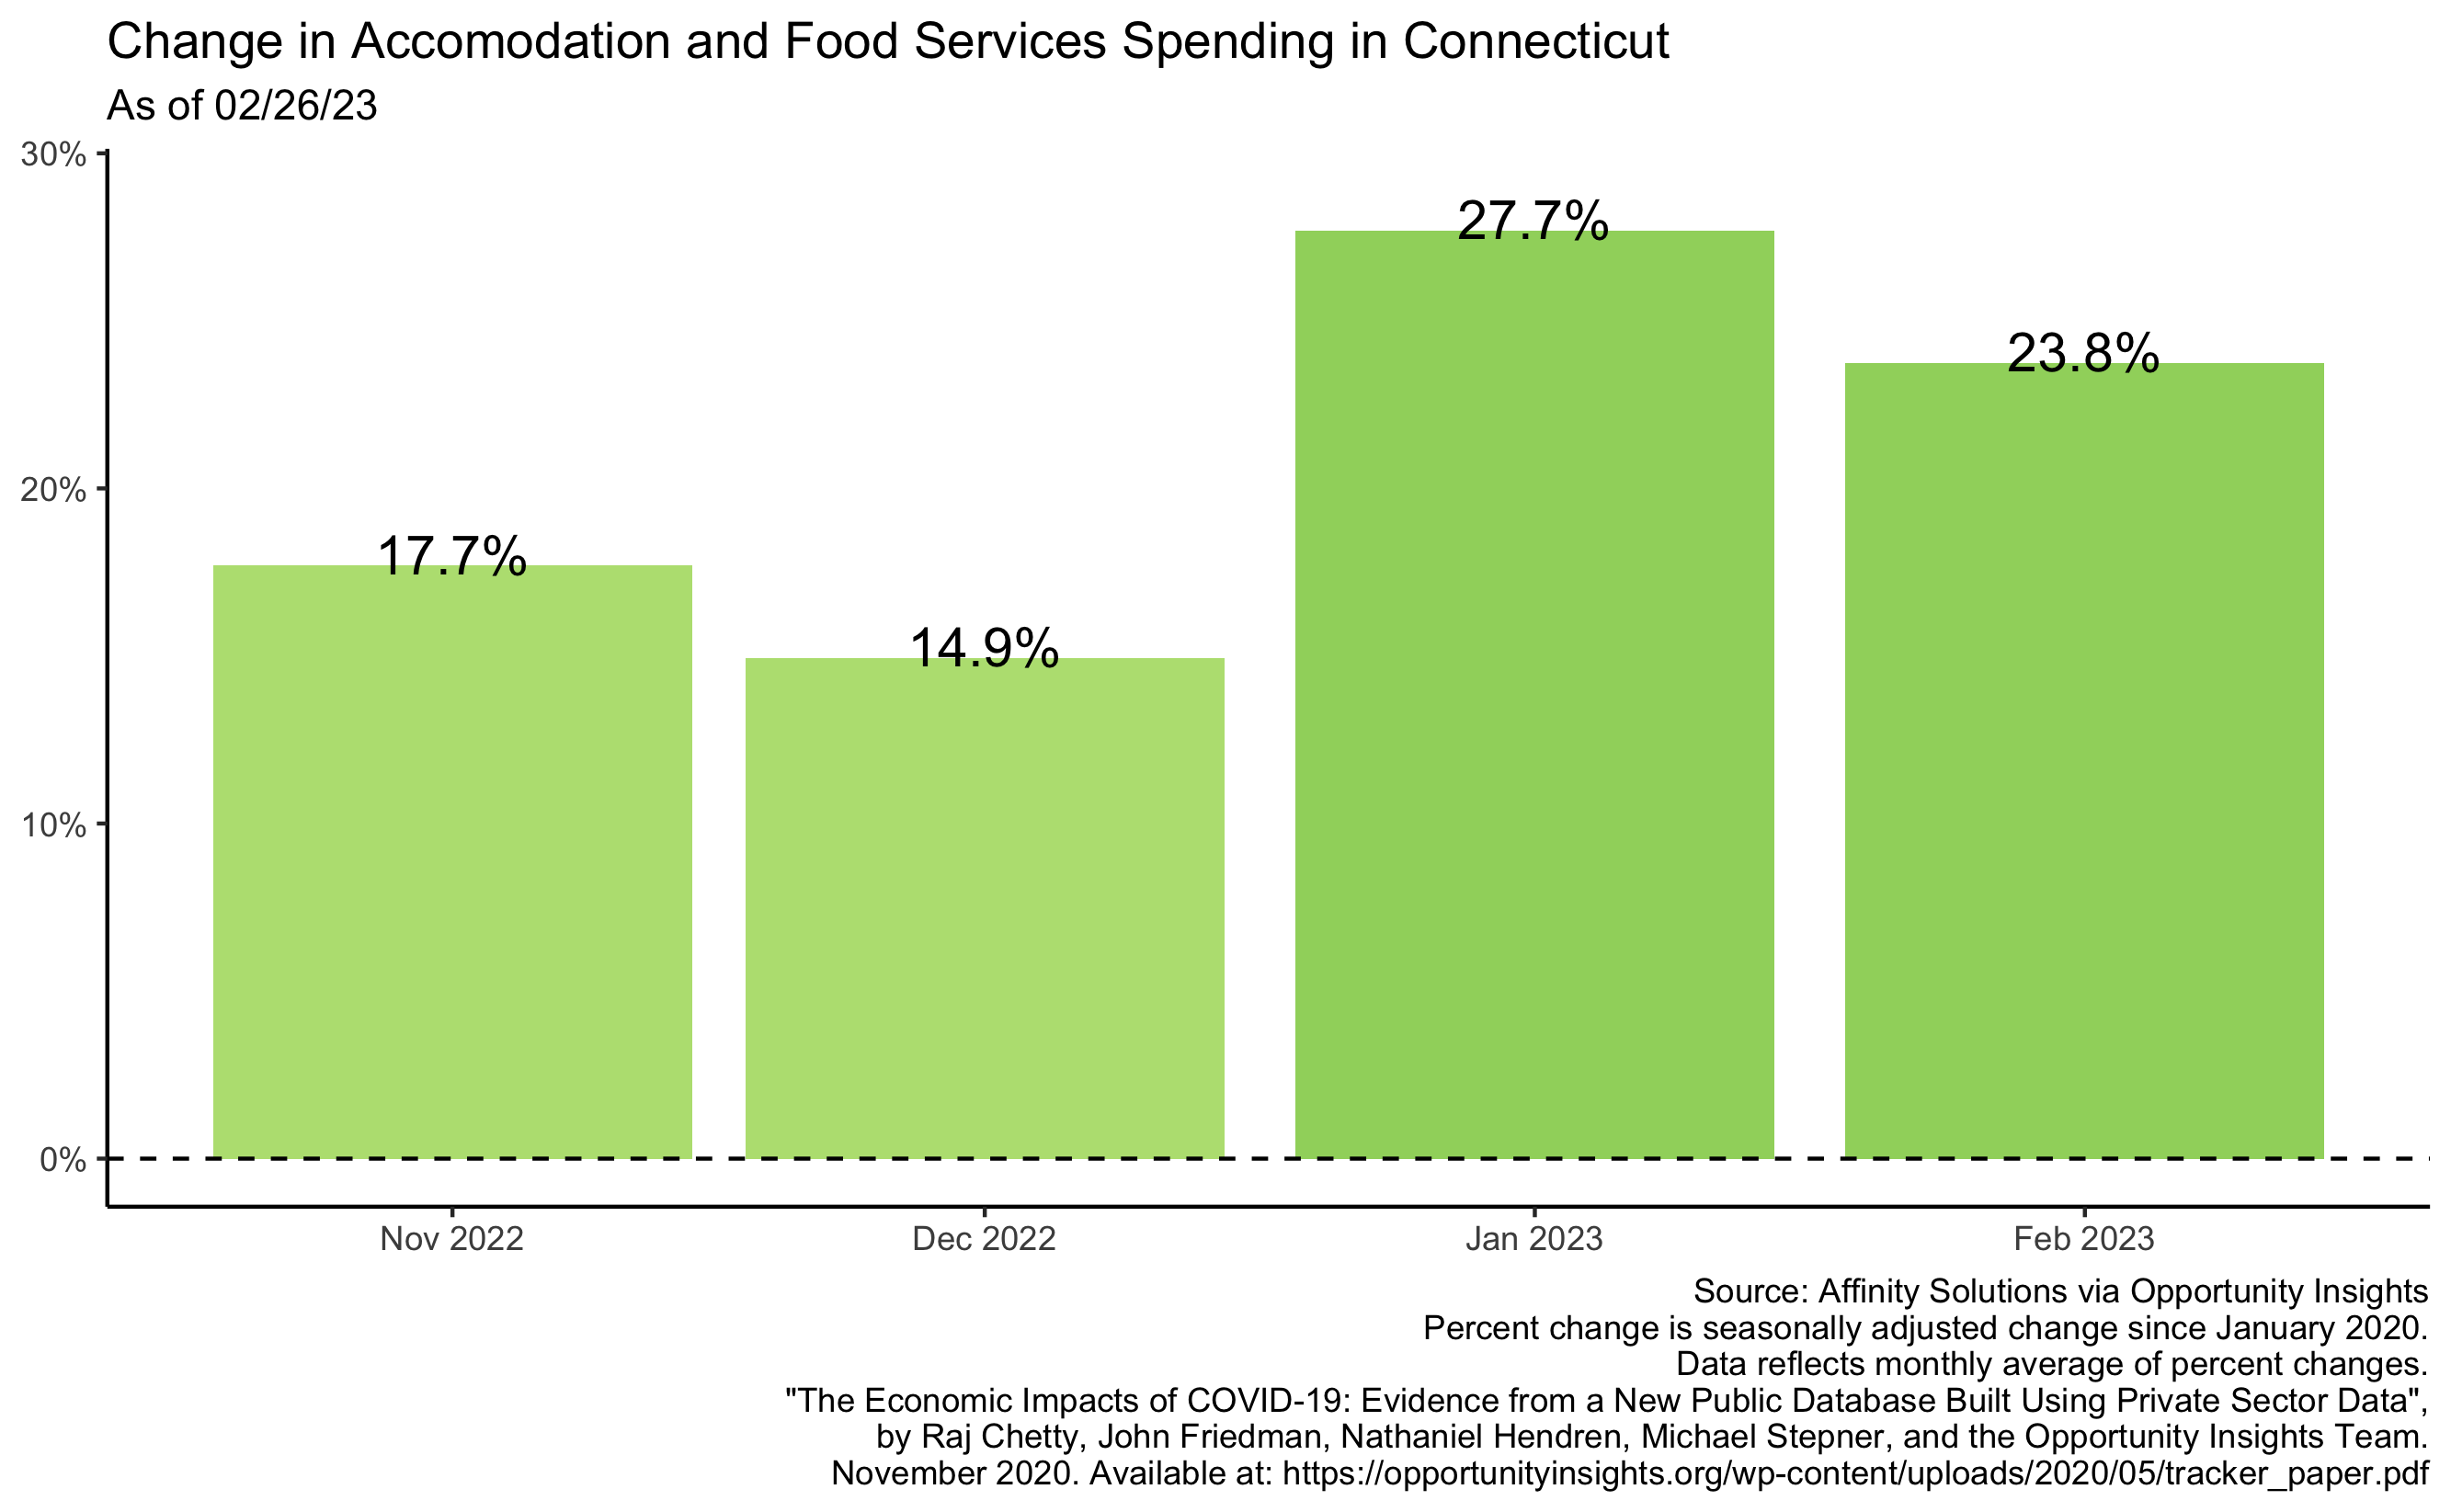 Change in Accomodation and Food Services Spending in Connecticut
As of 02/26/23
30%
20%
10%
0%
17.7%
14.9%
27.7%
23.8%
Nov 2022
Dec 2022
Jan 2023
Feb 2023
Source: Affinity Solutions via Opportunity Insights
Percent change is seasonally adjusted change since January 2020.
Data reflects monthly average of percent changes.
"The Economic Impacts of COVID-19: Evidence from a New Public Database Built Using Private Sector Data",
by Raj Chetty, John Friedman, Nathaniel Hendren, Michael Stepner, and the Opportunity Insights Team.
November 2020. Available at: https://opportunityinsights.org/wp-content/uploads/2020/05/tracker_paper.pdf